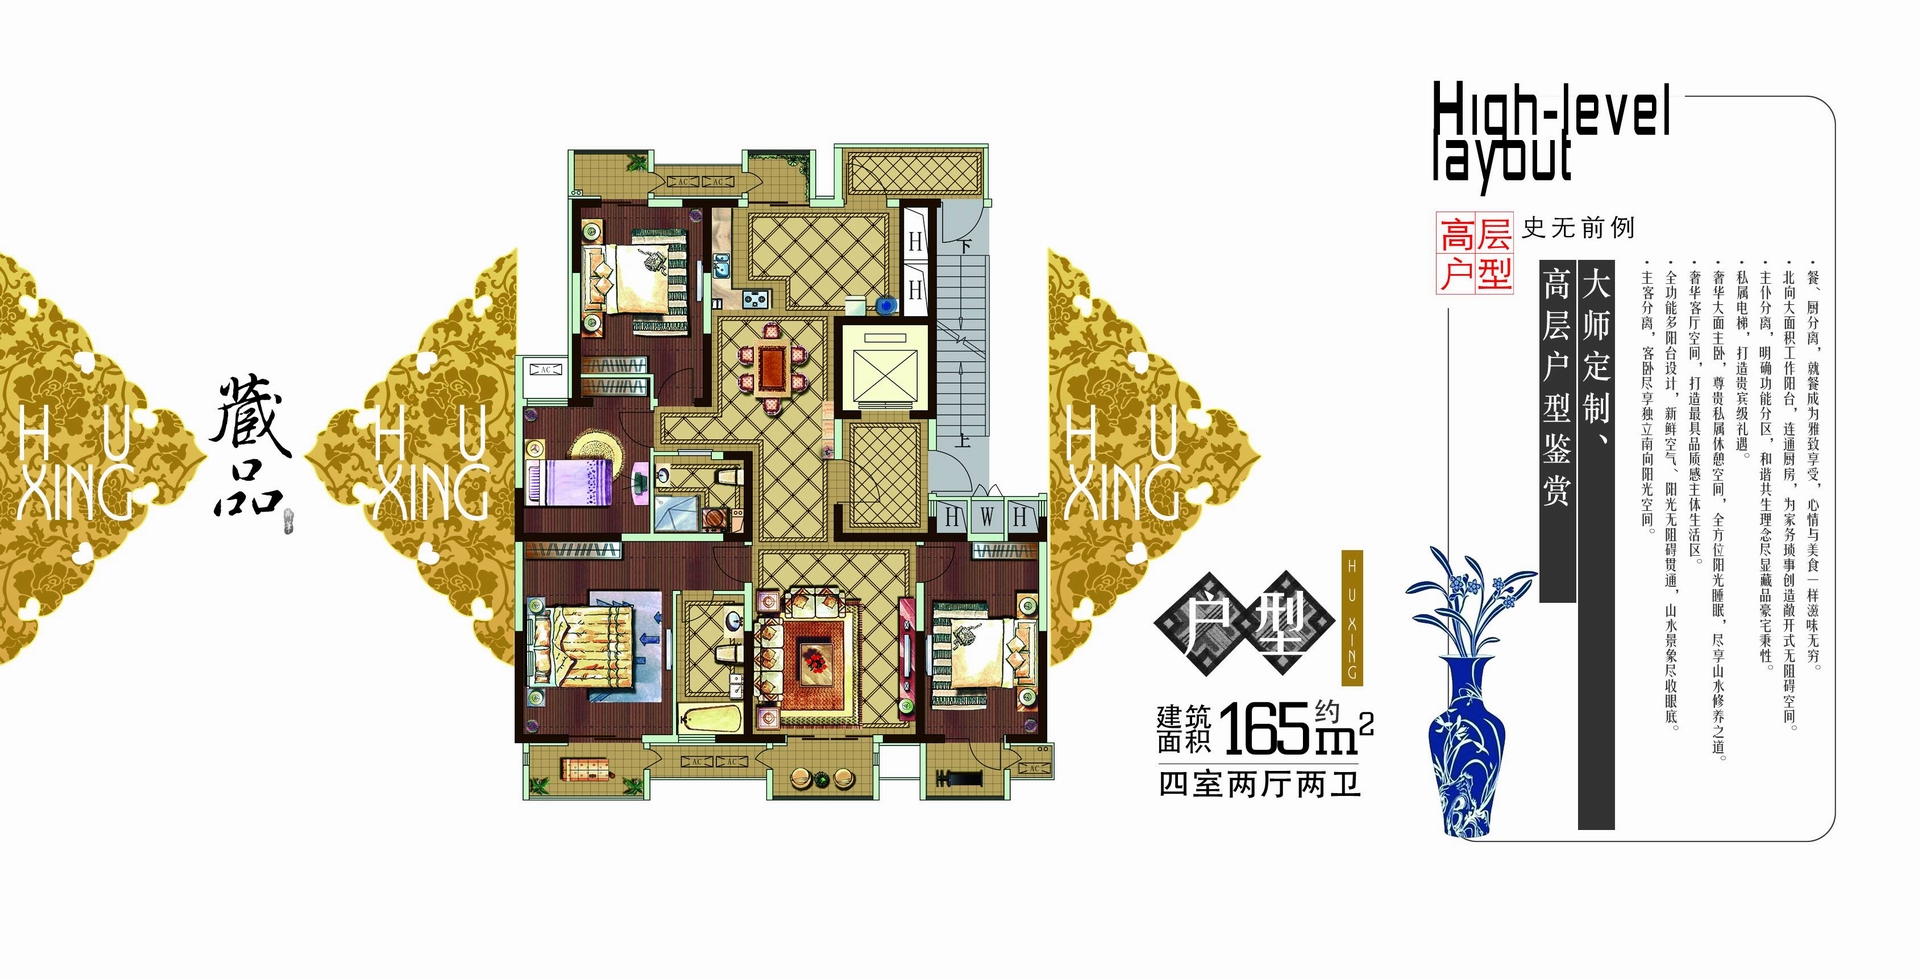 H U
XING
藏品
H U
XING
AC
AC
H
下
H
AC
上
H
W
H
AC
AC
AC
H U
XING
户型
HUXING
建筑
面积
165
约
m²
四室两厅两卫
High-level
layout
高层
户型
史无前例
大师定制、
高层户型鉴赏
·餐、厨分离，就餐成为雅致享受，心情与美食一样滋味无穷。
·北向大面积工作阳台，连通厨房，为家务琐事创造敞开式无阻碍空间。
·主仆分离，明确功能分区，和谐共生理念尽显藏品豪宅秉性。
·私属电梯，打造贵宾级礼遇。
·奢华大面主卧，尊贵私属休憩空间，全方位阳光睡眠，尽享山水修养之道。
·奢华客厅空间，打造最具品质感主体生活区。
·全功能多阳台设计，新鲜空气、阳光无阻碍贯通，山水景象尽收眼底。
·主客分离，客卧尽享独立南向阳光空间。